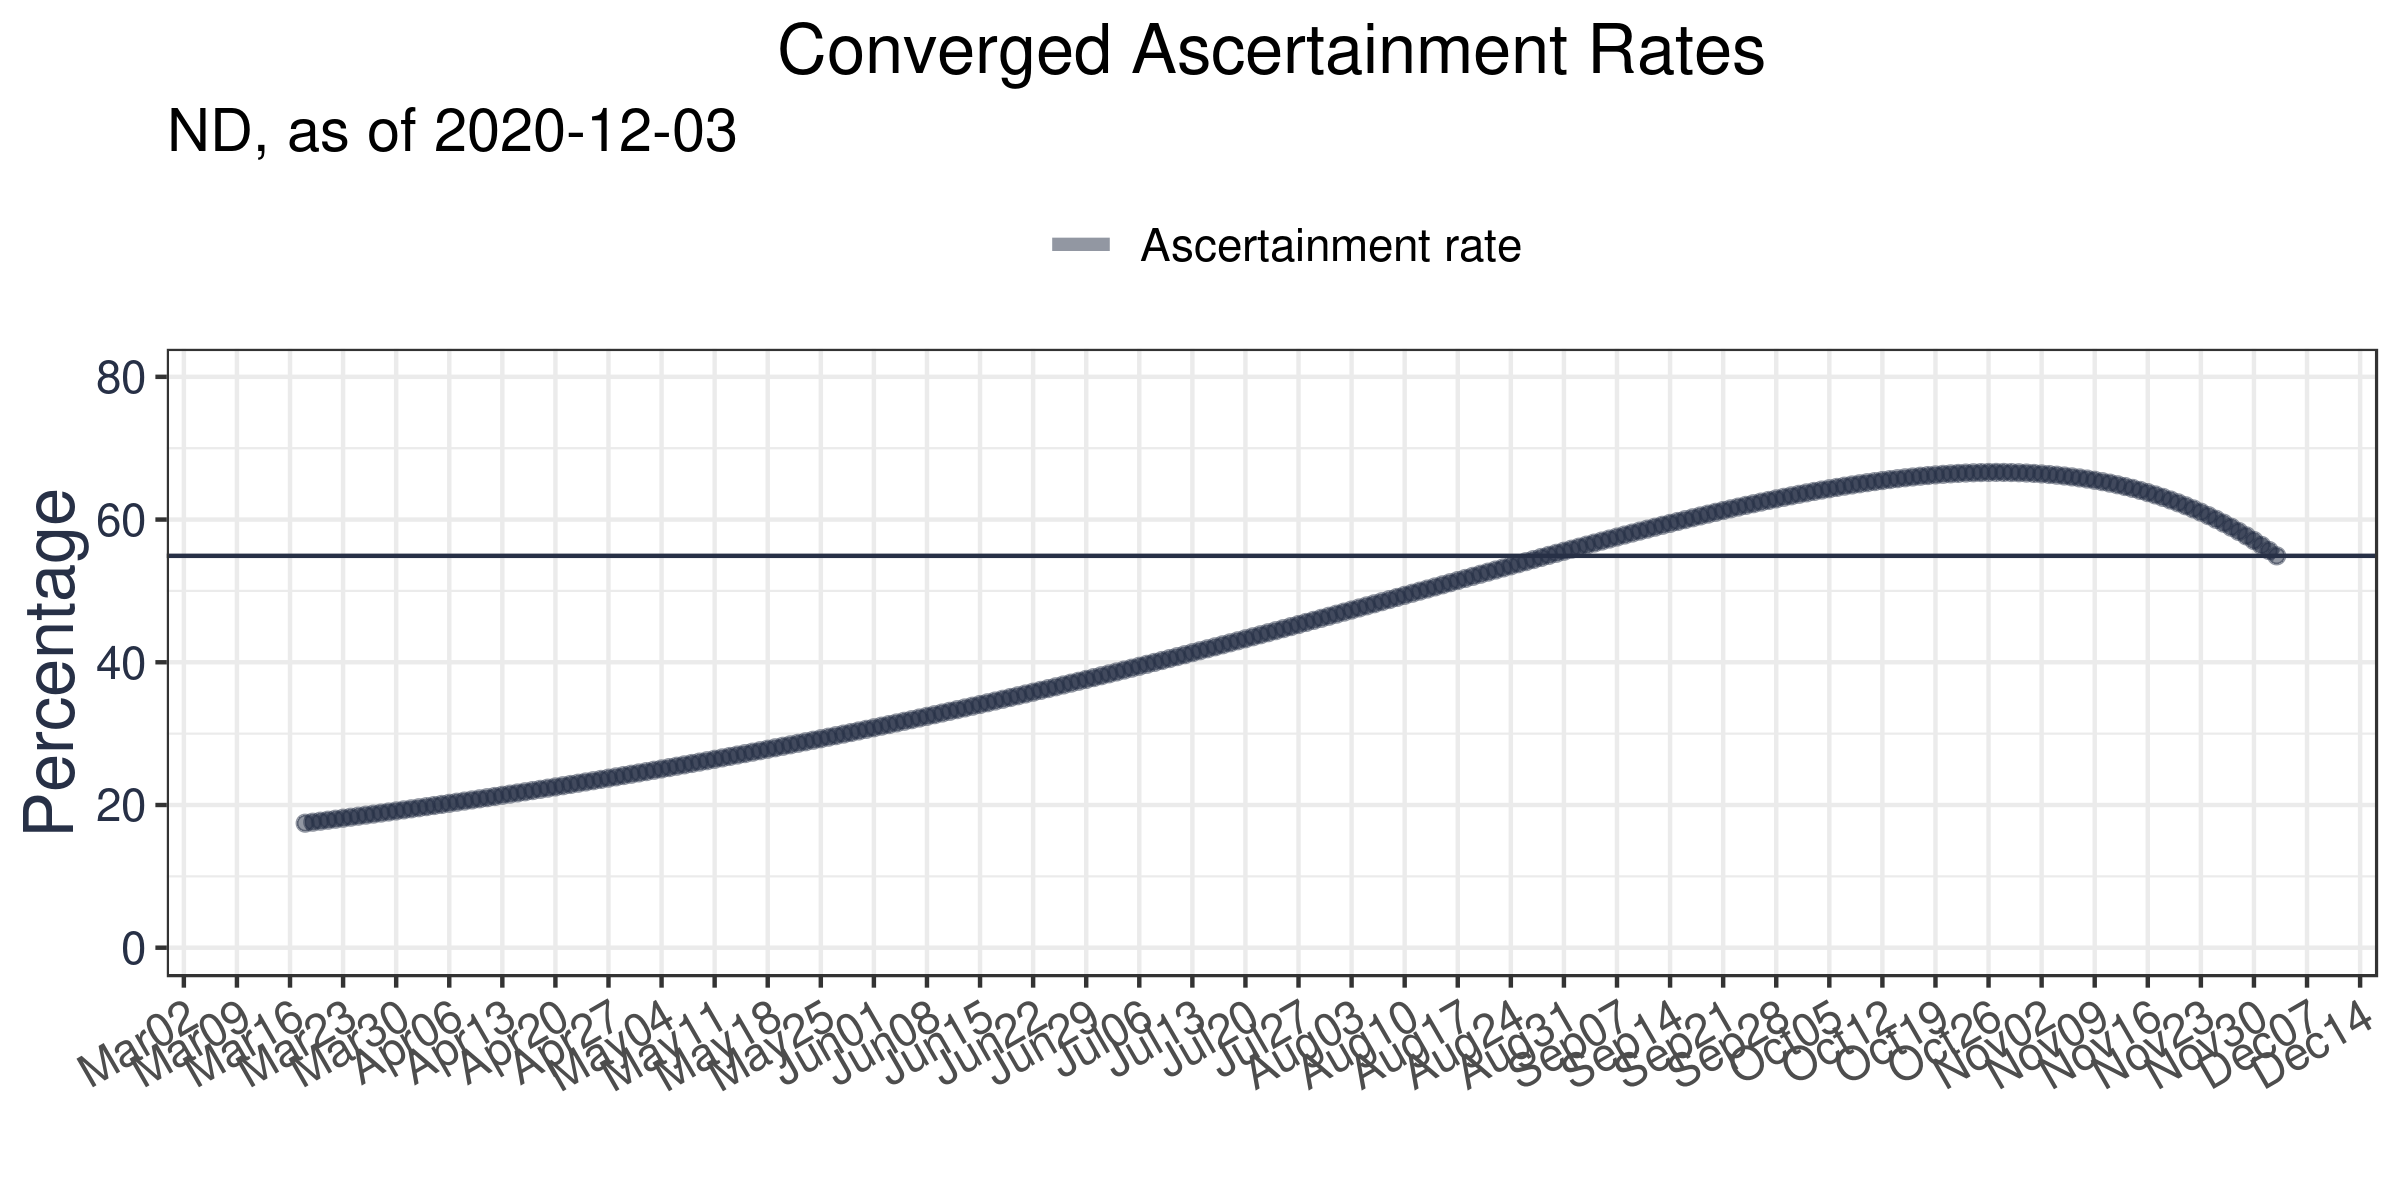 Converged Ascertainment Rates
ND, as of 2020-12-03
Ascertainment rate
Percentage
80
60
40
20
0
Mar02
Mar09
Mar16
Mar23
Mar30
Apr06
Apr13
Apr20
Apr27
May04
May11
May18
May25
Jun01
Jun08
Jun15
Jun22
Jun29
Jul06
Jul13
Jul20
Jul27
Aug03
Aug10
Aug17
Aug24
Aug31
Sep07
Sep14
Sep21
Sep28
Oct05
Oct12
Oct19
Oct26
Nov02
Nov09
Nov16
Nov23
Nov30
Dec07
Dec14